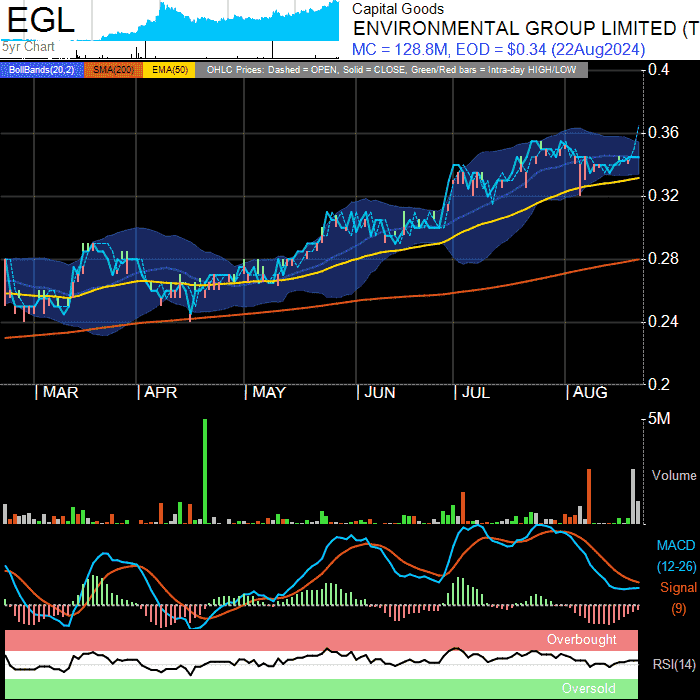 EGL
5yr Chart
Capital Goods
ENVIRONMENTAL GROUP LIMITED (T
MC = 128.8M, EOD = $0.34 (22Aug2024)
BollBands(20,2) SMA(200) EMA(50) OHLC Prices: Dashed = OPEN, Solid = CLOSE, Green/Red bars = Intra-day HIGH/LOW
0.4
0.36
0.32
0.28
0.24
0.2
| MAR | APR | MAY | JUN | JUL | AUG
5M
Volume
MACD
(12-26)
Signal
(9)
Overbought
RSI(14)
Oversold